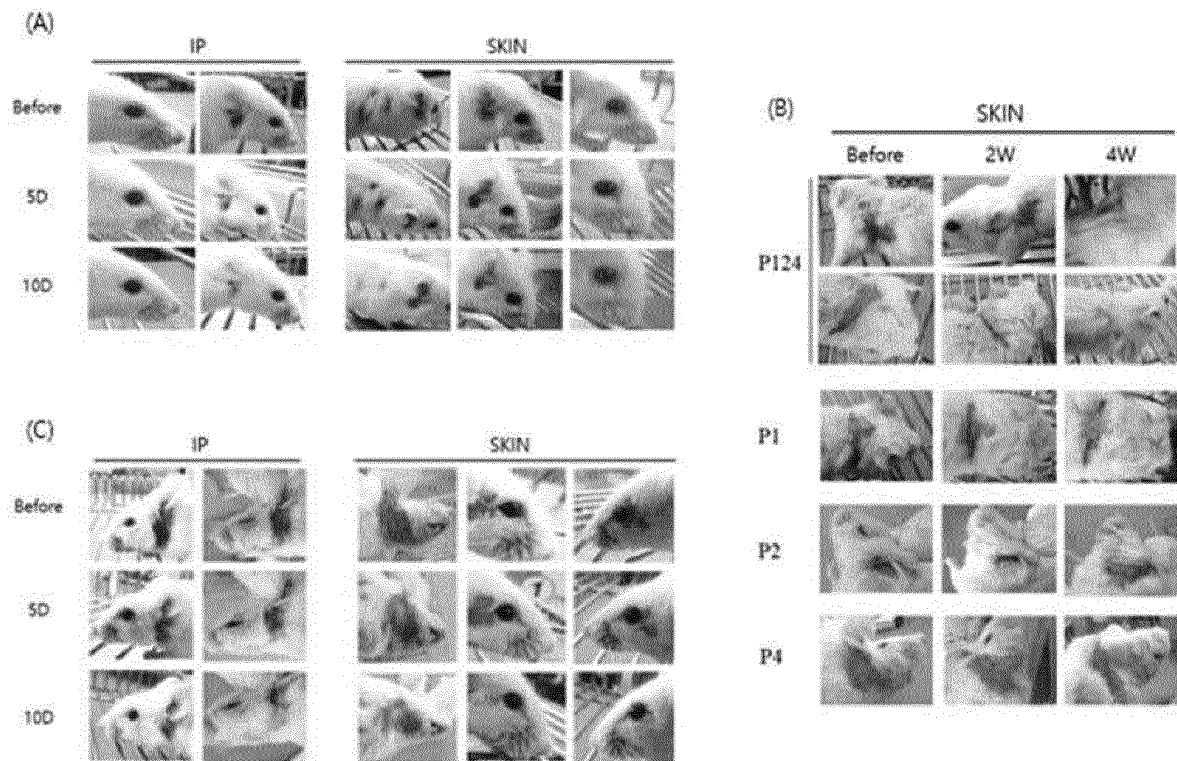 (A)
IP SKIN
Before
5D
10D
(B)
SKIN
Before 2W 4W
P124
P1
P2
P4
(C)
IP SKIN
Before
5D
10D